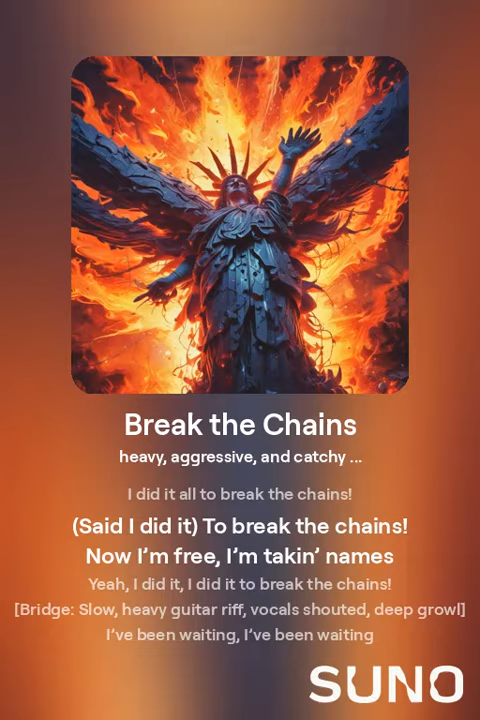 Break the Chains
heavy, aggressive, and catchy ...
I did it all to break the chains!
(Said I did it) To break the chains!
Now I’m free, I’m takin’ names
Yeah, I did it, I did it to break the chains!
[Bridge: Slow, heavy guitar riff, vocals shouted, deep growl]
I’ve been waiting, I’ve been waiting
SUNO